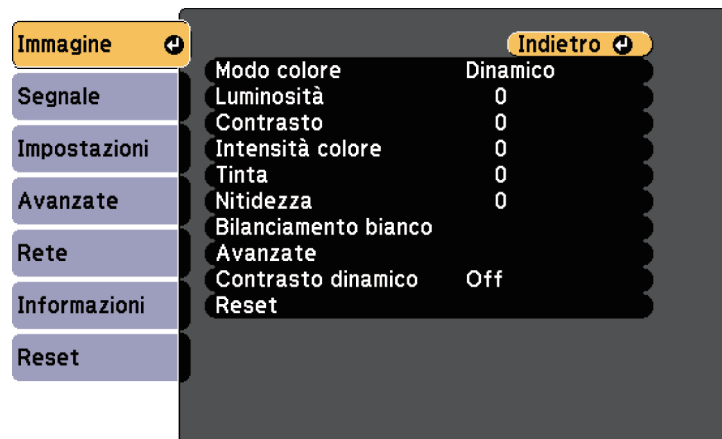 Immagine
Segnale
Impostazioni
Avanzate
Rete
Informazioni
Reset
Indietro
Modo colore Dinamico
Luminosità 0
Contrasto 0
Intensità colore 0
Tinta 0
Nitidezza 0
Bilanciamento bianco
Avanzate
Contrasto dinamico Off
Reset